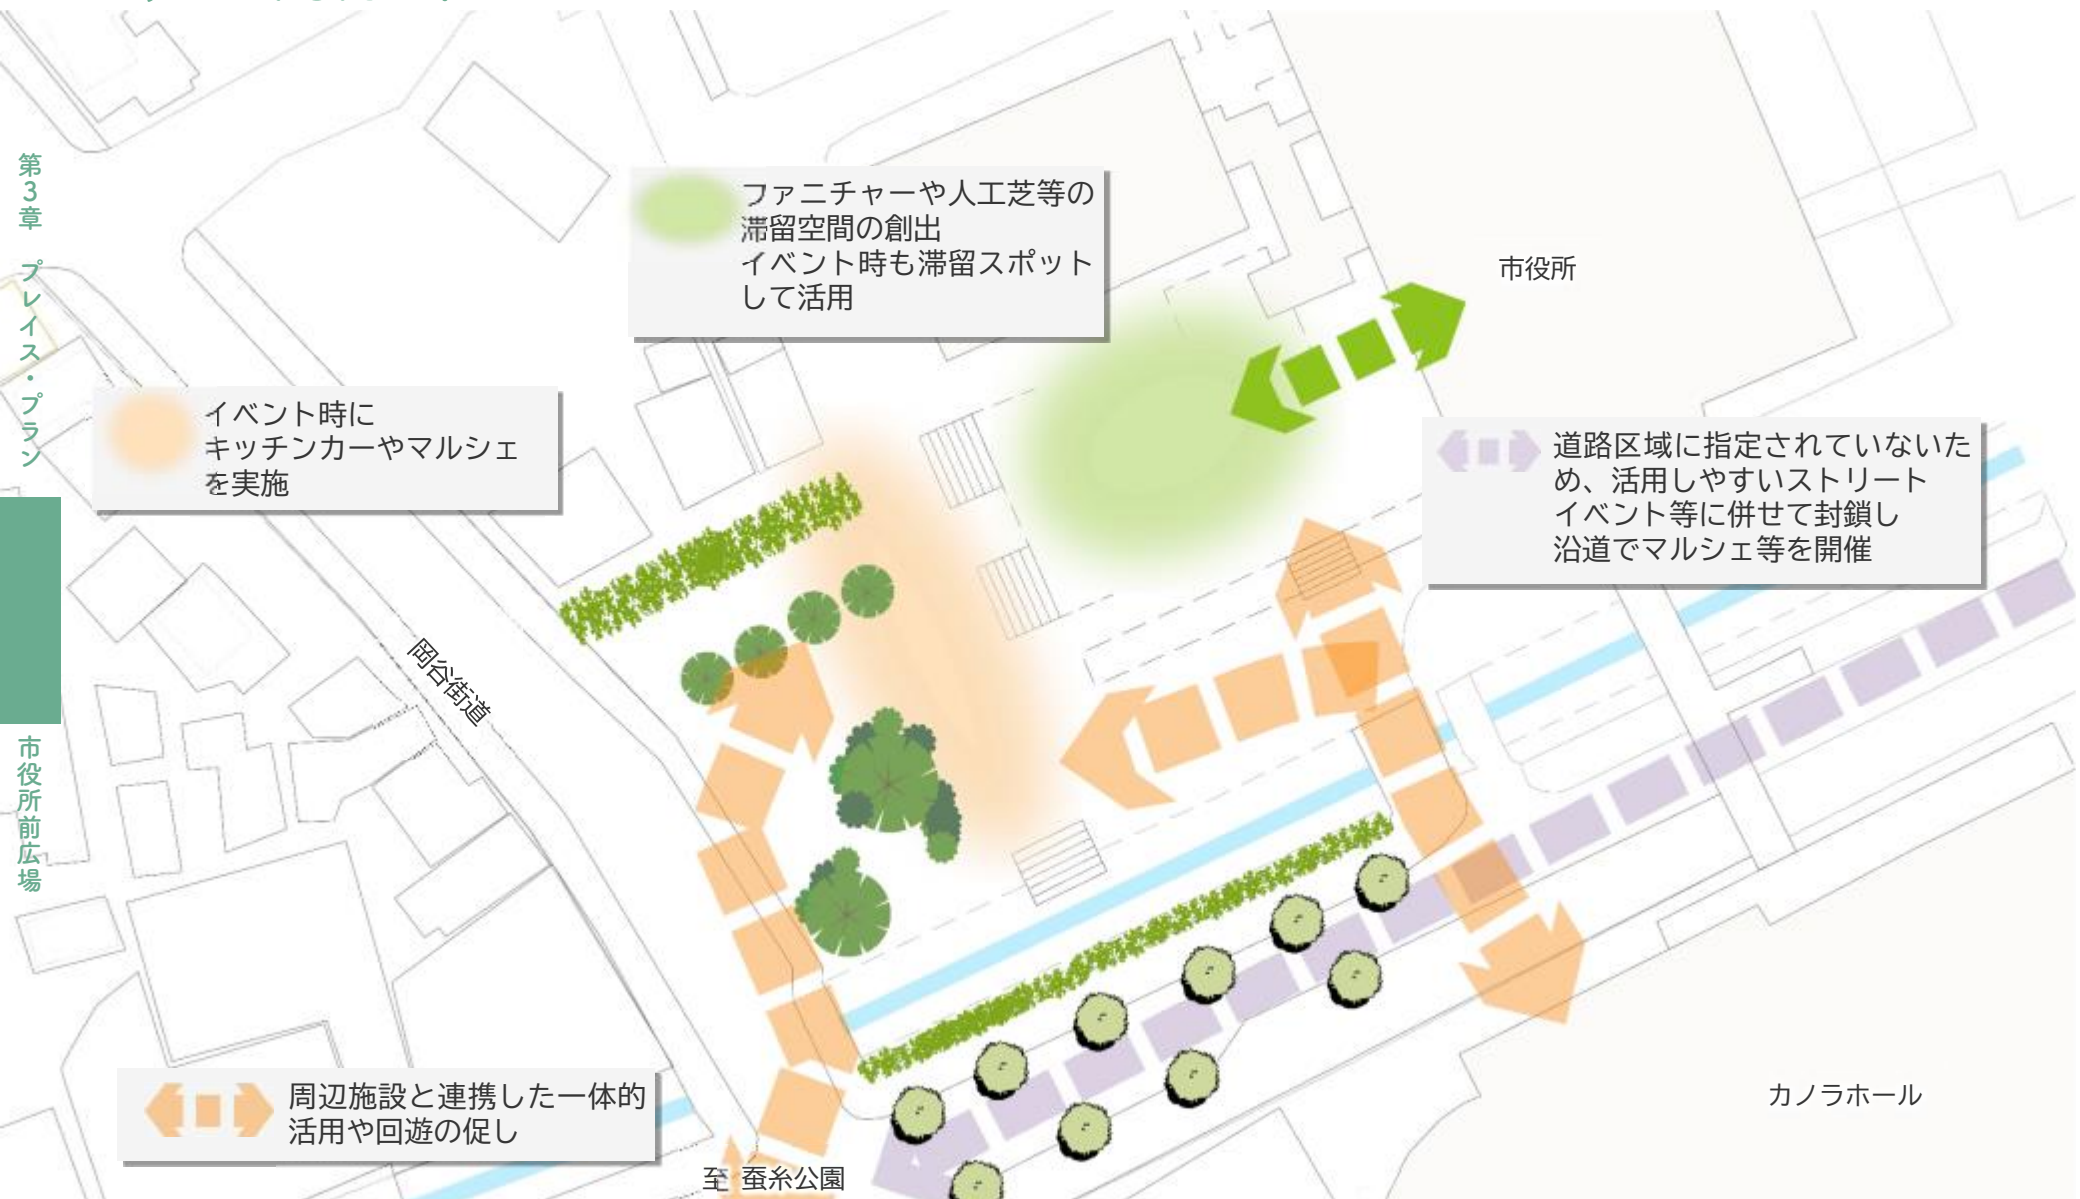 第3章 プレイス・プラン
市役所前広場
ファニチャーや人工芝等の
滞留空間の創出
イベント時も滞留スポット
して活用
市役所
イベント時に
キッチンカーやマルシェ
を実施
道路区域に指定されていないた
め、活用しやすいストリート
イベント等に併せて封鎖し
沿道でマルシェ等を開催
岡谷街道
周辺施設と連携した一体的
活用や回遊の促し
カノラホール
至 蚕糸公園